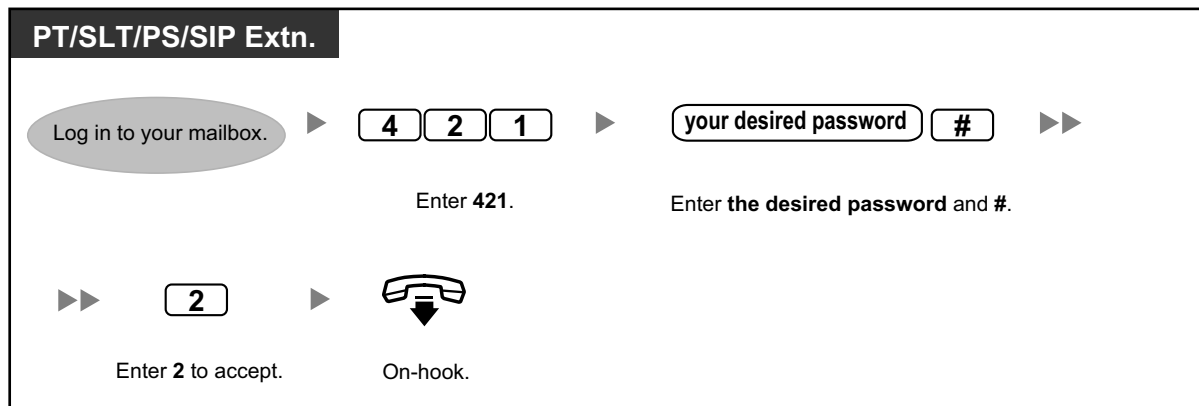 PT/SLT/PS/SIP Extn.
Log in to your mailbox.
4 2 1
your desired password #
Enter 421.
Enter the desired password and #.
2
Enter 2 to accept.
On-hook.